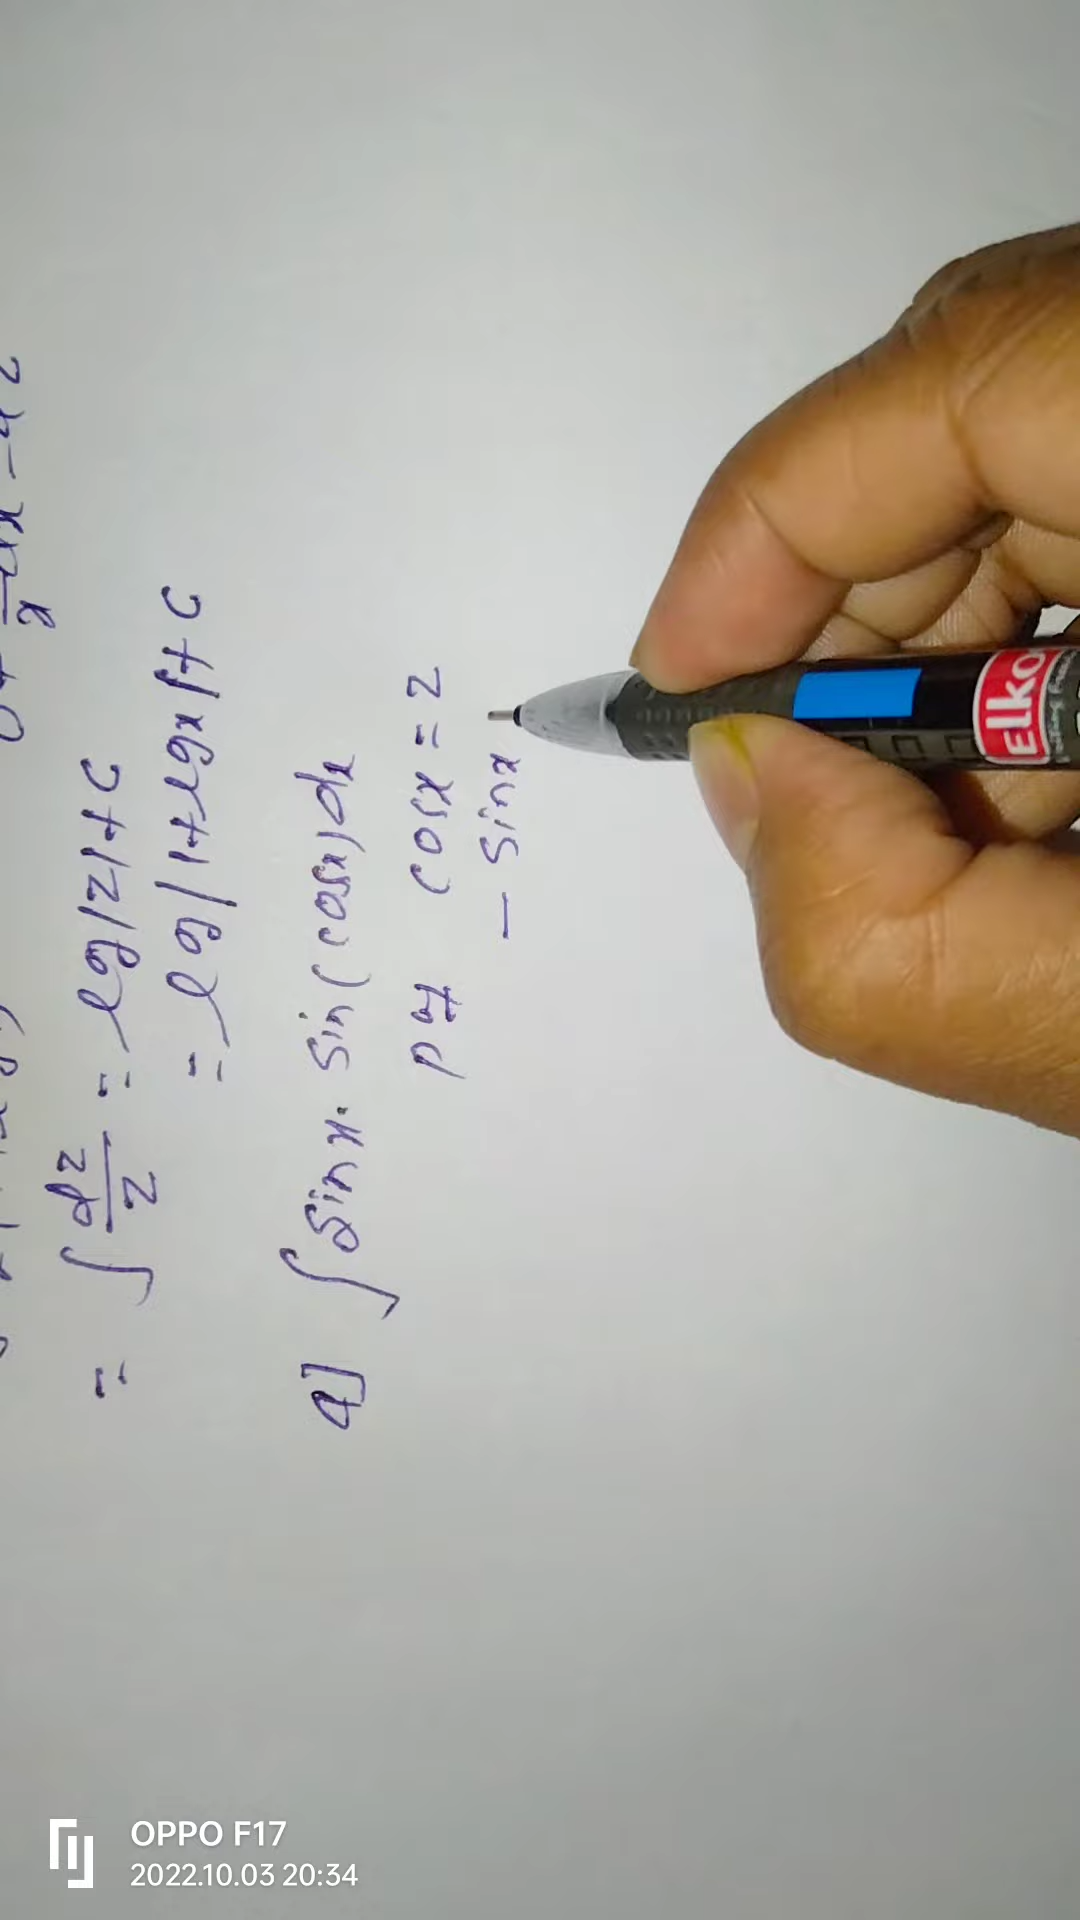 = ∫ dz/z = log|z| + c
= log|1+logx| + c
a] ∫ sinx. sin(cosx)dx
put cosx = z
- sinx
Elko
OPPO F17
2022.10.03 20:34